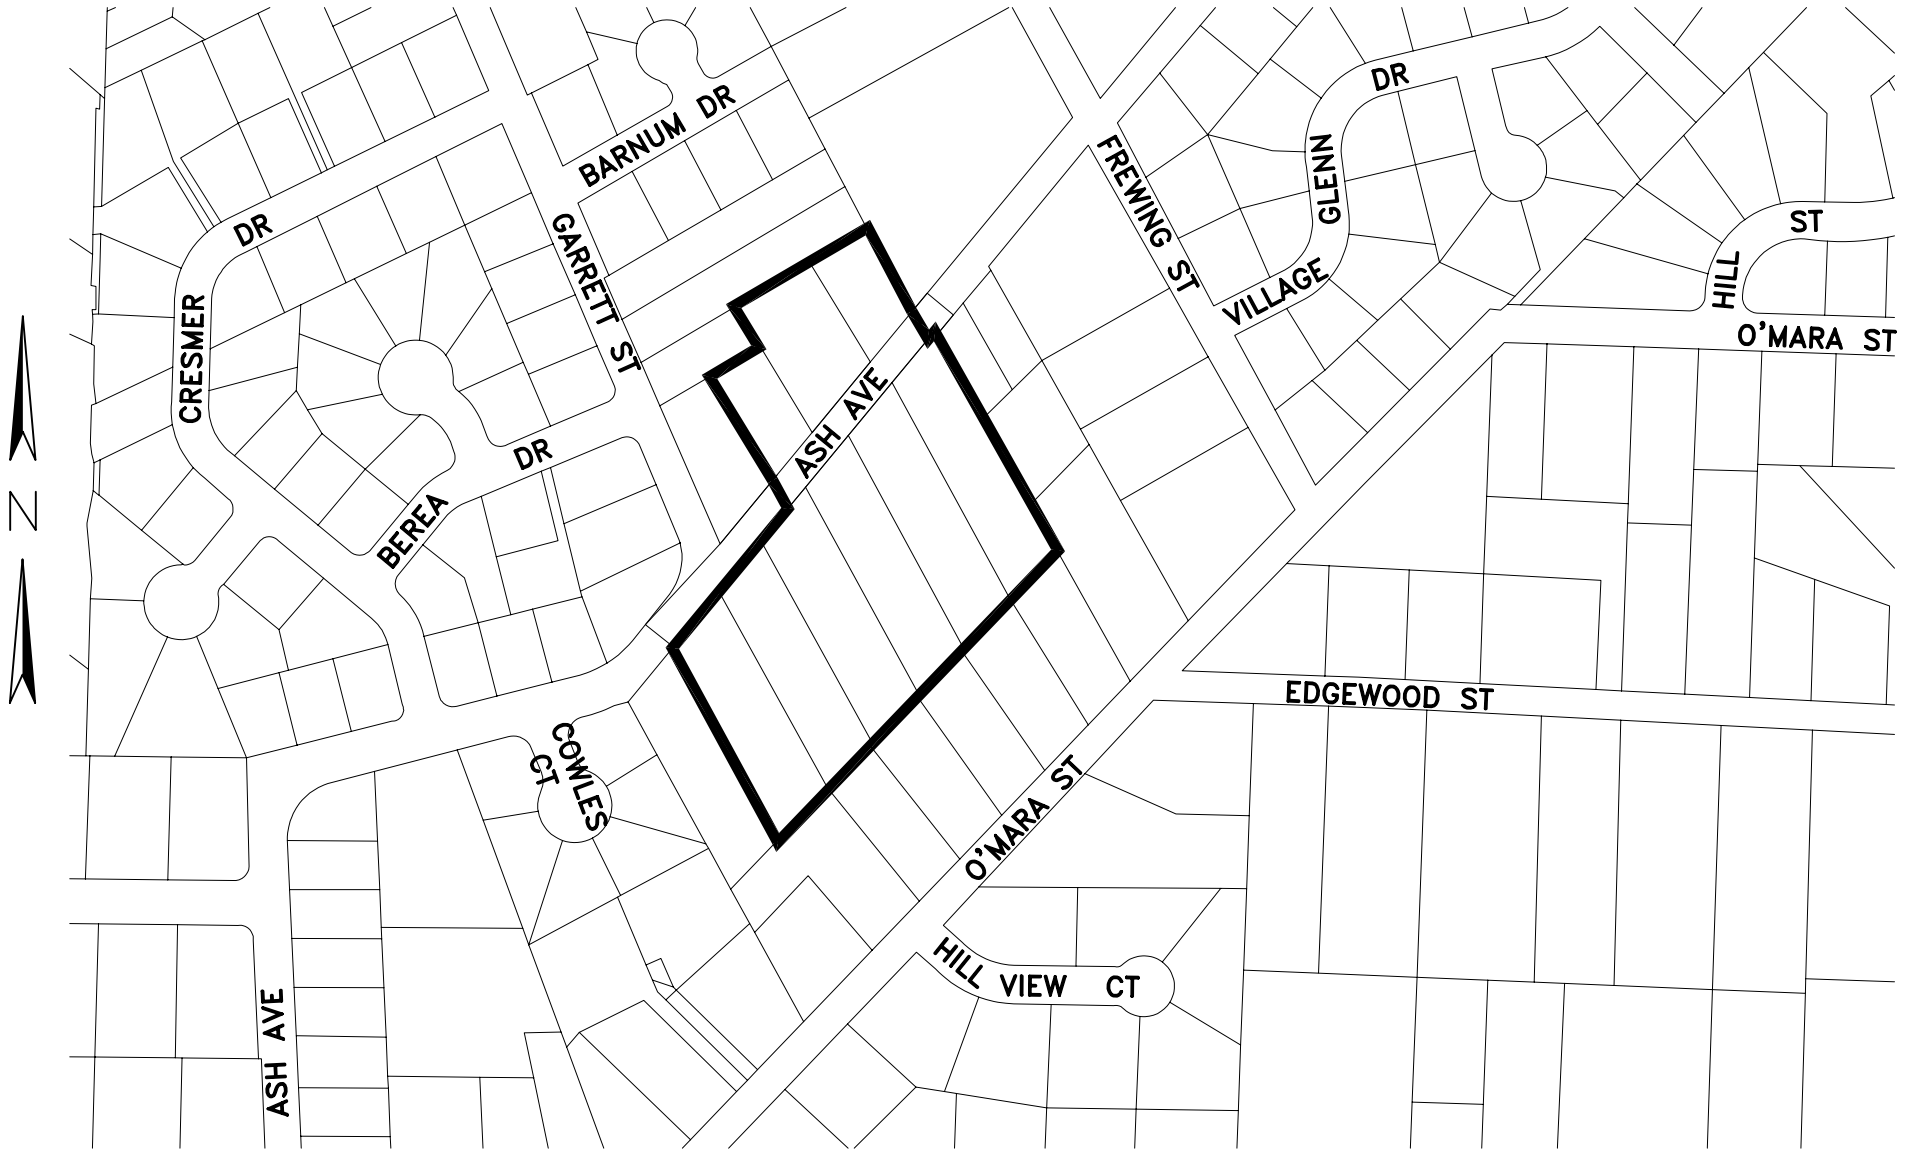 DR
BARNUM DR
DR
GLENN
VILLAGE
FREWING ST
ST
HILL
O'MARA ST
DR
CRESMER
GARRETT ST
ASH AVE
DR
BEREA
N
EDGEWOOD ST
COWLES
CT
O'MARA ST
HILL VIEW CT
ASH AVE